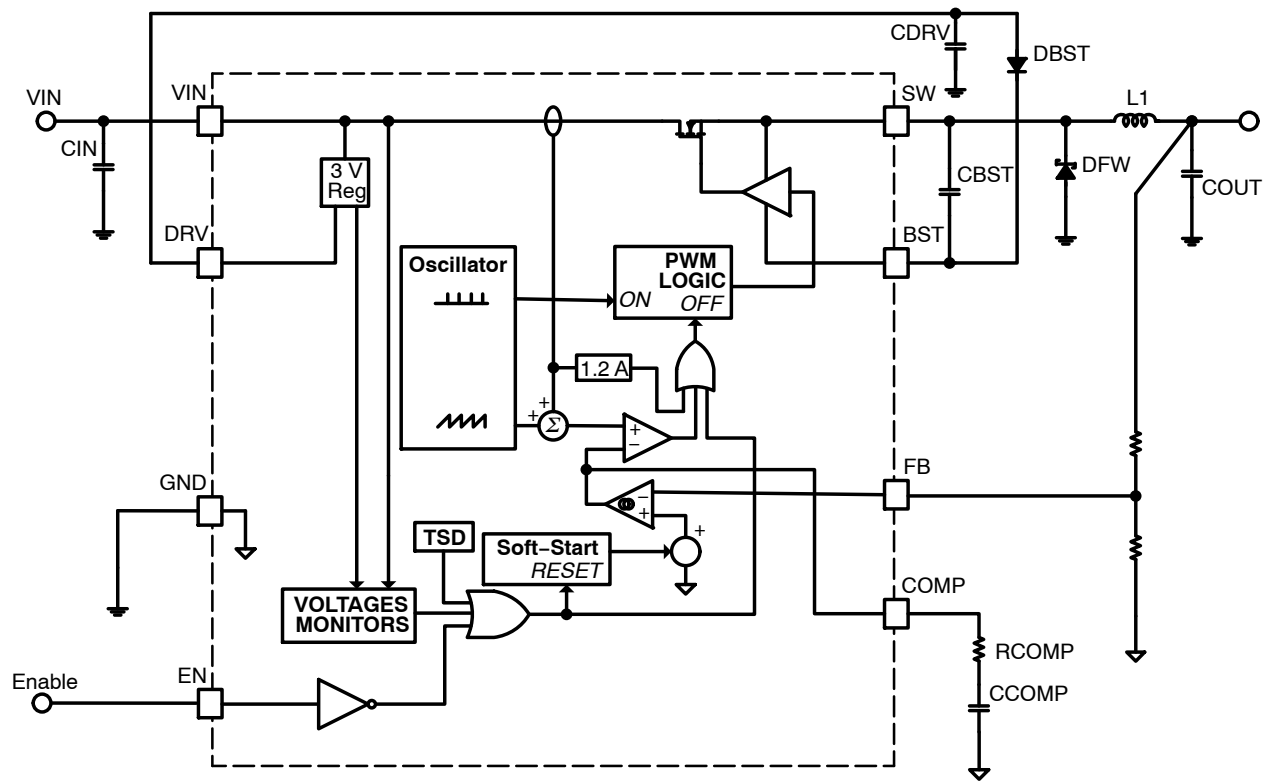 CDRV
DBST
VIN
VIN
SW
L1
CIN
3 V
Reg
CBST
DFW
COUT
DRV
BST
Oscillator
PWM
LOGIC
ON
OFF
1.2 A
+
+
Σ
+
−
GND
FB
−
+
+
TSD
Soft−Start
RESET
COMP
VOLTAGES
MONITORS
RCOMP
Enable
EN
CCOMP